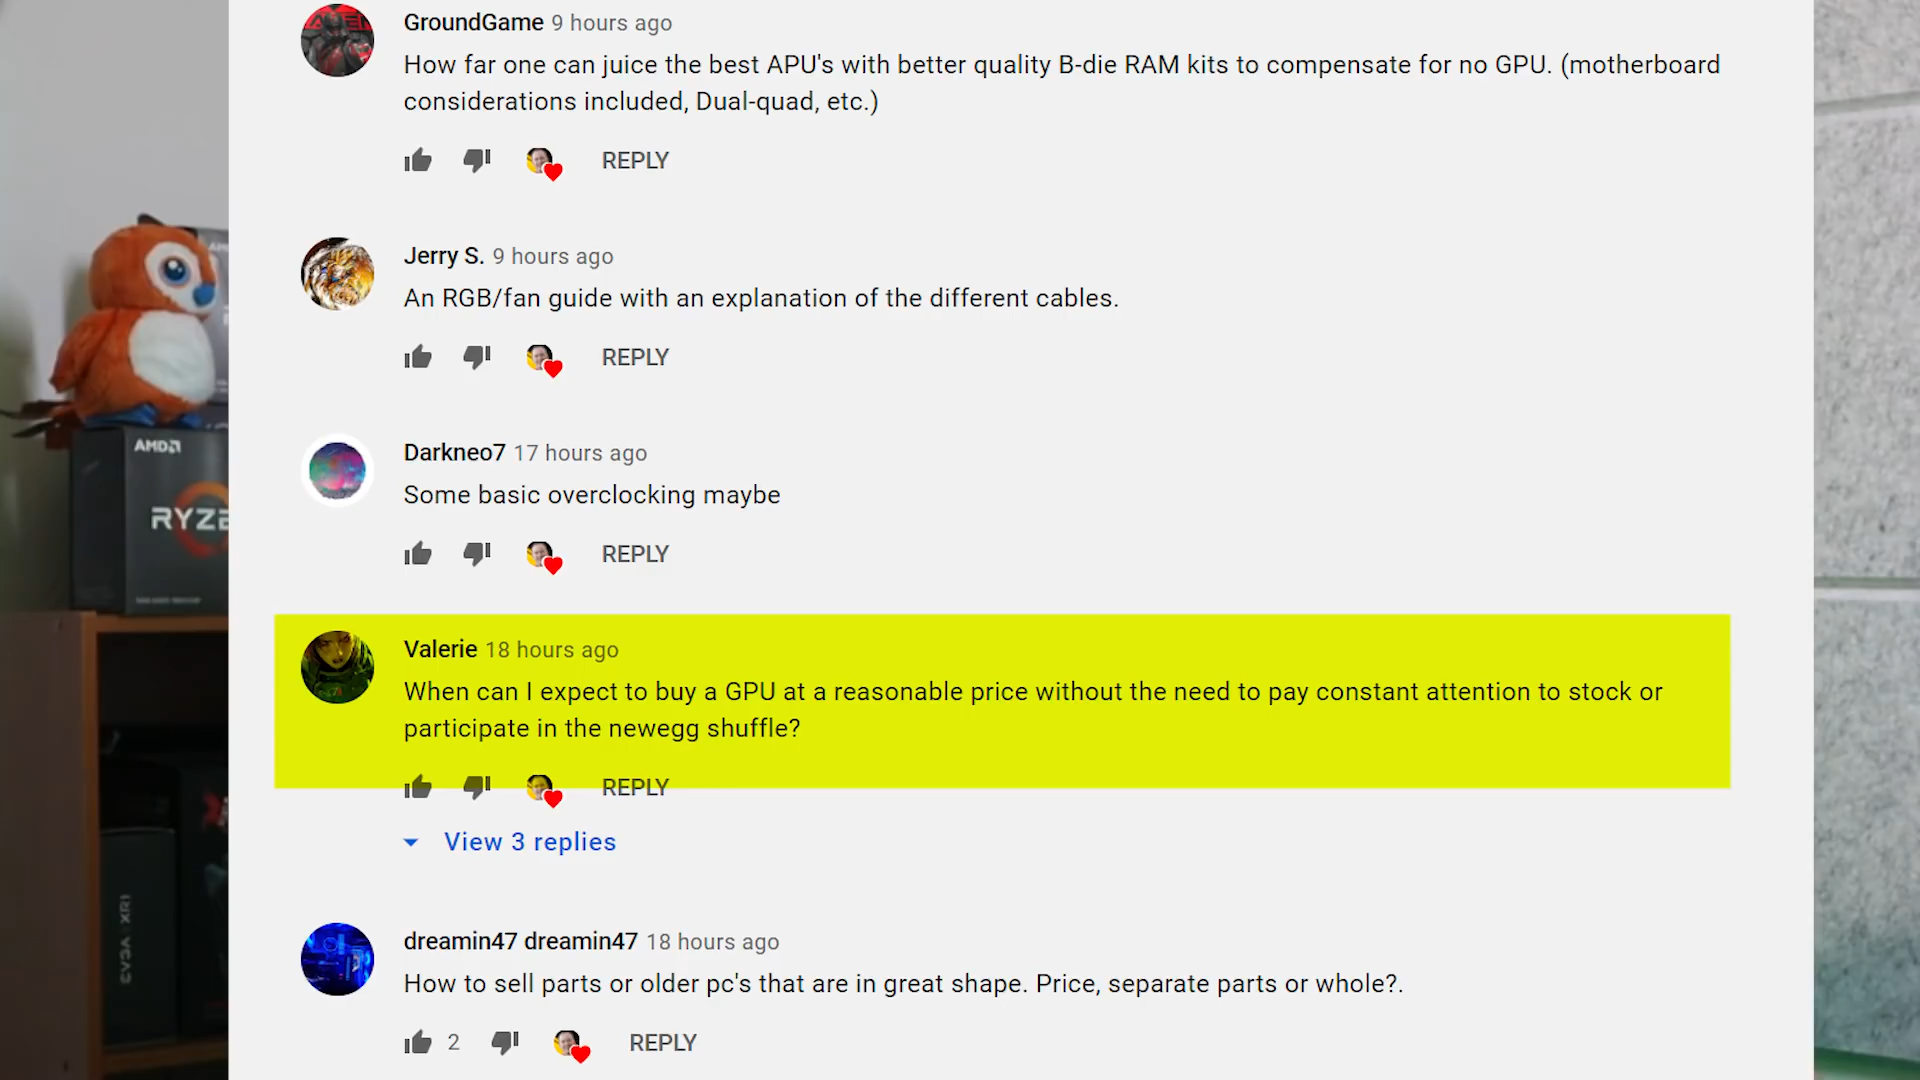 GroundGame 9 hours ago
How far one can juice the best APU's with better quality B-die RAM kits to compensate for no GPU. (motherboard
considerations included, Dual-quad, etc.)
REPLY
Jerry S. 9 hours ago
An RGB/fan guide with an explanation of the different cables.
REPLY
Darkneo7 17 hours ago
Some basic overclocking maybe
REPLY
Valerie 18 hours ago
When can I expect to buy a GPU at a reasonable price without the need to pay constant attention to stock or
participate in the newegg shuffle?
REPLY
View 3 replies
dreamin47 dreamin47 18 hours ago
How to sell parts or older pc's that are in great shape. Price, separate parts or whole?.
2 REPLY
AMD
RYZE
EVGA XR1